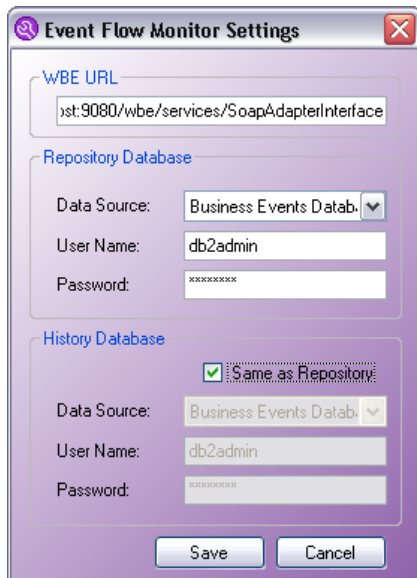 Event Flow Monitor Settings
WBE URL
ost:9080/wbe/services/SoapAdapterInterface
Repository Database
Data Source: Business Events Datab
User Name: db2admin
Password: ********
History Database
Same as Repository
Data Source: Business Events Datab
User Name: db2admin
Password: ********
Save Cancel